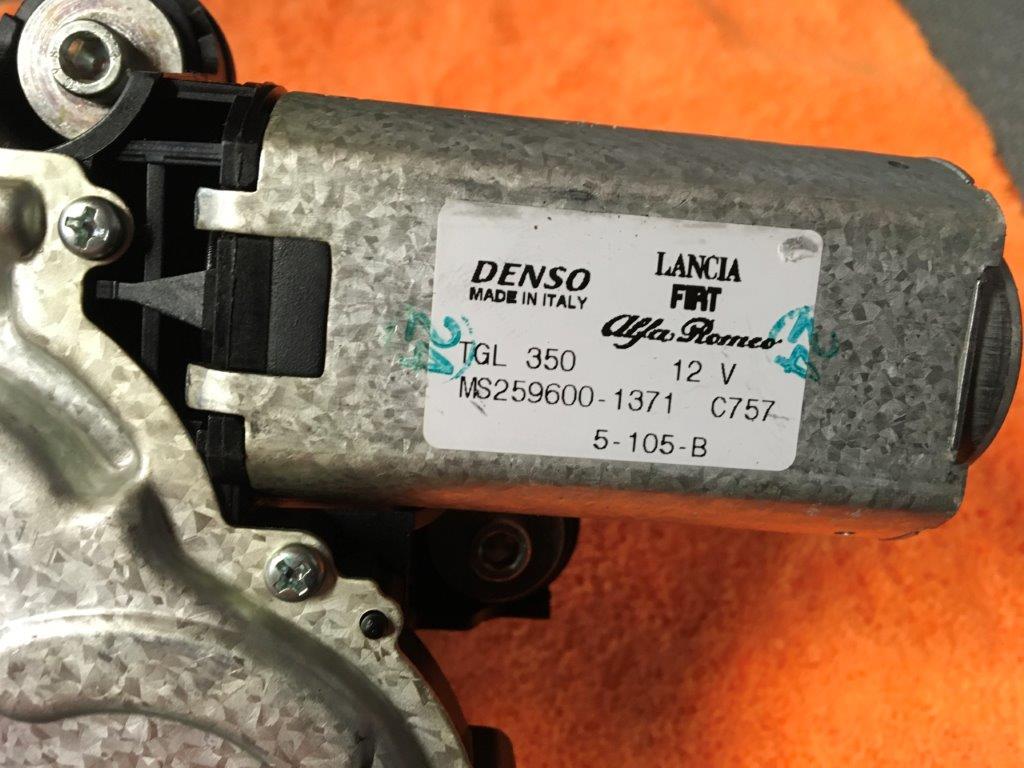 DENSO
MADE IN ITALY
LANCIA
FIAT
Alfa Romeo
TGL 350 12 V
MS259600-1371 C757
5-105-B